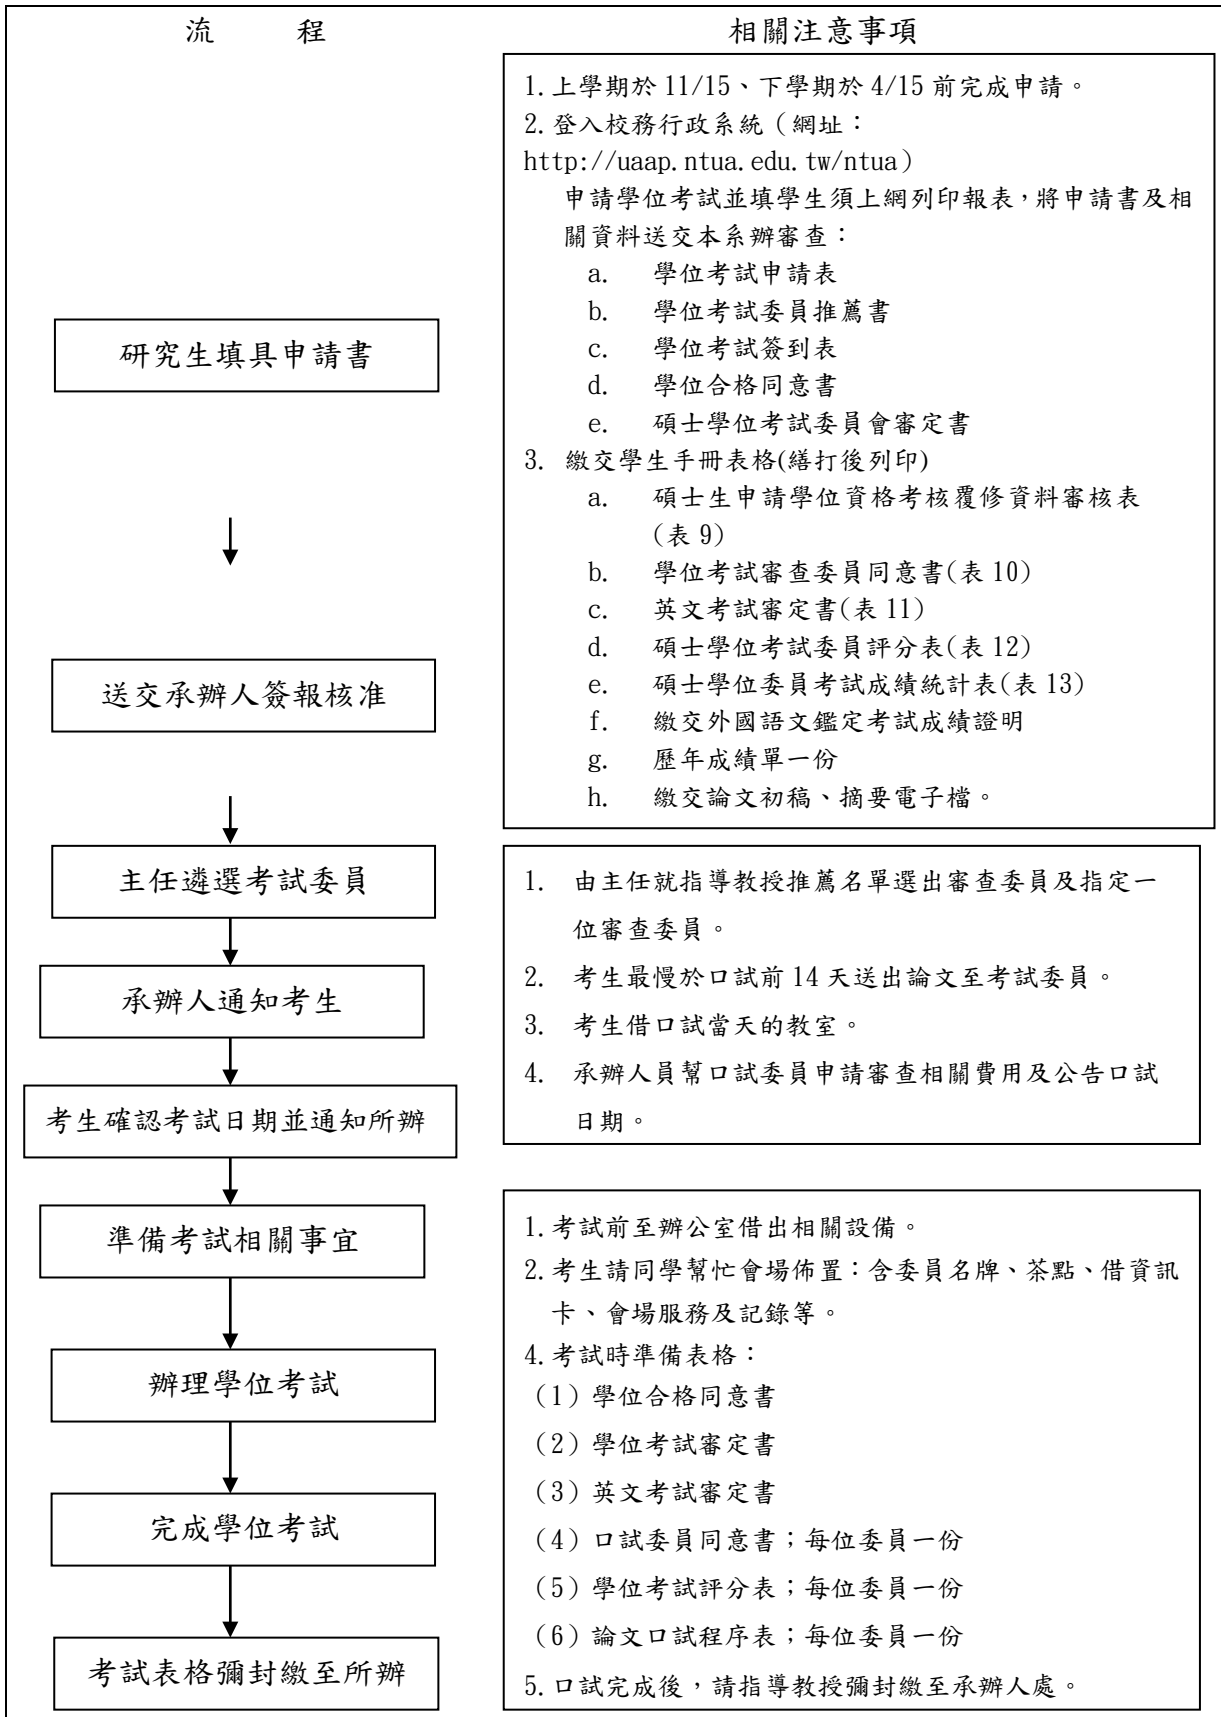 流 程
相關注意事項
研究生填具申請書
送交承辦人簽報核准
主任遴選考試委員
承辦人通知考生
考生確認考試日期並通知所辦
準備考試相關事宜
辦理學位考試
完成學位考試
考試表格彌封繳至所辦
1.上學期於 11/15、下學期於 4/15 前完成申請。
2.登入校務行政系統（網址：
http://uaap.ntua.edu.tw/ntua）
申請學位考試並填學生須上網列印報表，將申請書及相
關資料送交本系辦審查：
a. 學位考試申請表
b. 學位考試委員推薦書
c. 學位考試簽到表
d. 學位合格同意書
e. 碩士學位考試委員會審定書
3. 繳交學生手冊表格(繕打後列印)
a. 碩士生申請學位資格考核覆修資料審核表
(表 9)
b. 學位考試審查委員同意書(表 10)
c. 英文考試審定書(表 11)
d. 碩士學位考試委員評分表(表 12)
e. 碩士學位委員考試成績統計表(表 13)
f. 繳交外國語文鑑定考試成績證明
g. 歷年成績單一份
h. 繳交論文初稿、摘要電子檔。
1. 由主任就指導教授推薦名單選出審查委員及指定一
位審查委員。
2. 考生最慢於口試前 14 天送出論文至考試委員。
3. 考生借口試當天的教室。
4. 承辦人員幫口試委員申請審查相關費用及公告口試
日期。
1.考試前至辦公室借出相關設備。
2.考生請同學幫忙會場佈置：含委員名牌、茶點、借資訊
卡、會場服務及記錄等。
4.考試時準備表格：
（1）學位合格同意書
（2）學位考試審定書
（3）英文考試審定書
（4）口試委員同意書；每位委員一份
（5）學位考試評分表；每位委員一份
（6）論文口試程序表；每位委員一份
5.口試完成後，請指導教授彌封繳至承辦人處。